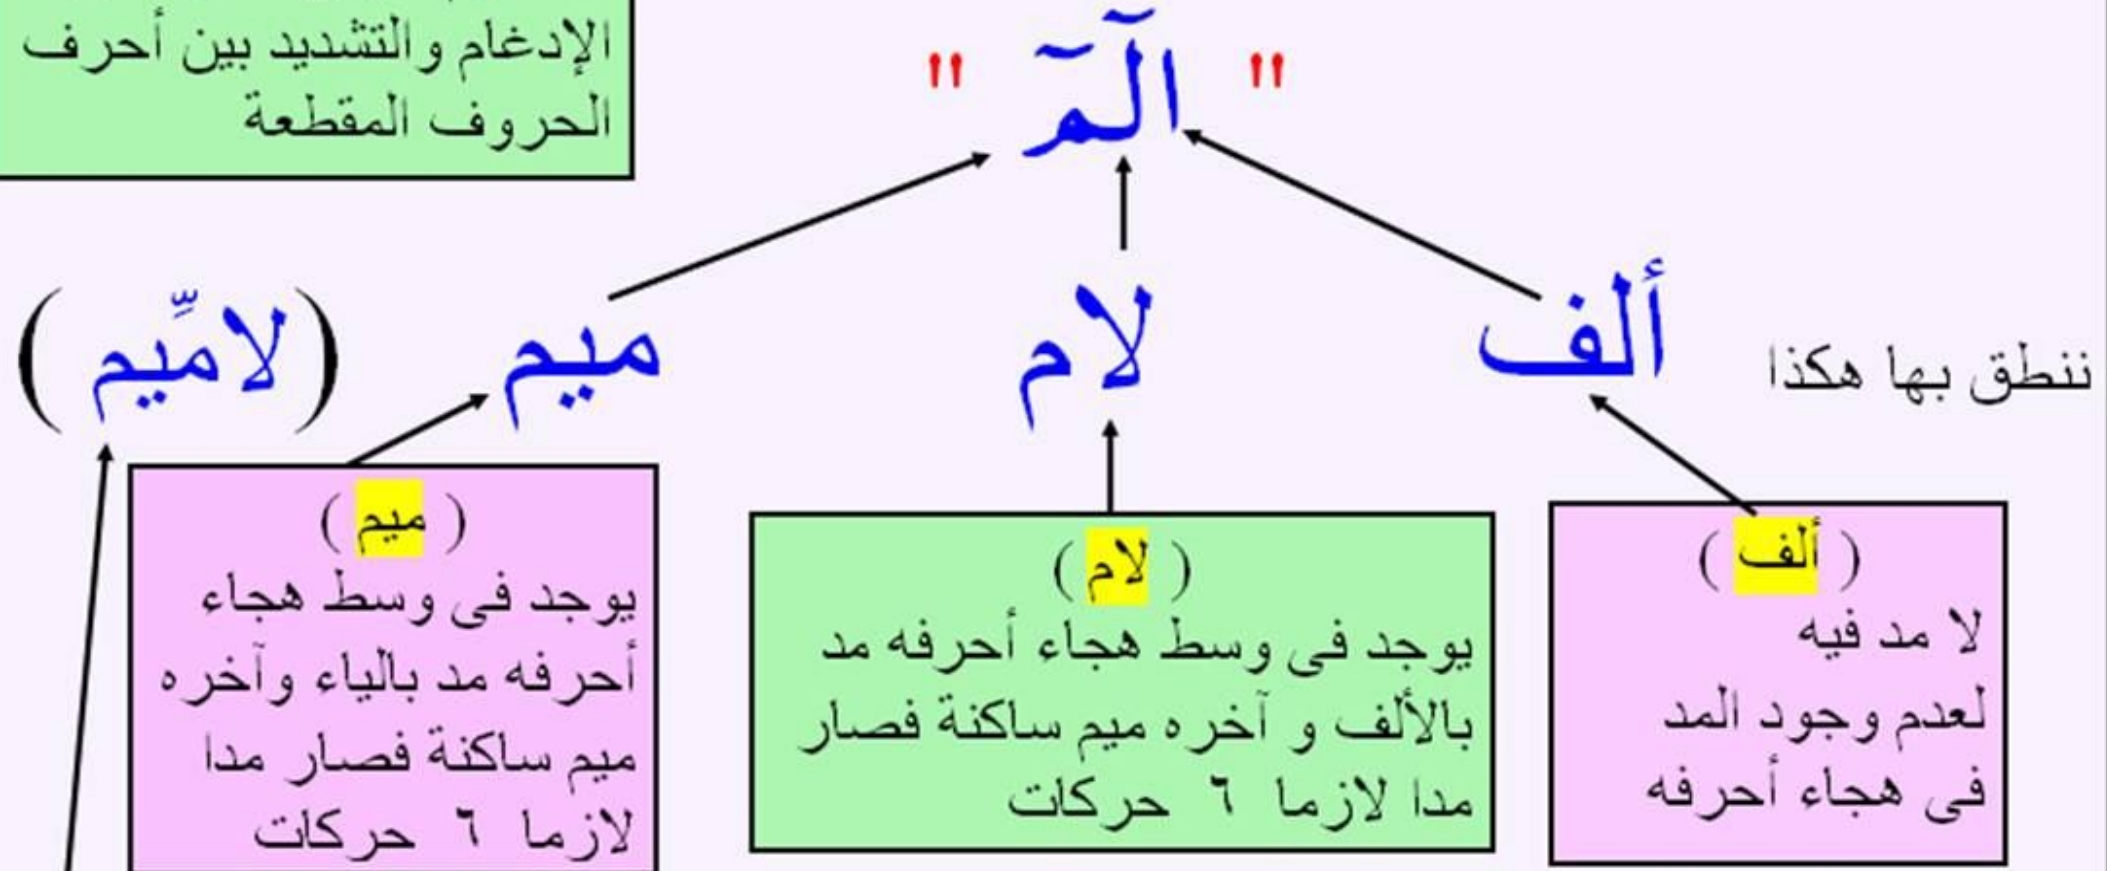 الإدغام والتشديد بين أحرف
الحروف المقطعة
" الٓمٓ "
ننطق بها هكذا ألف لام ميم (لامِّيم)
( ألف )
لا مد فيه
لعدم وجود المد
فى هجاء أحرفه
( لام )
يوجد فى وسط هجاء أحرفه مد
بالألف و آخره ميم ساكنة فصار
مدا لازما ٦ حركات
( ميم )
يوجد فى وسط هجاء
أحرفه مد بالياء وآخره
ميم ساكنة فصار مدا
لازما ٦ حركات